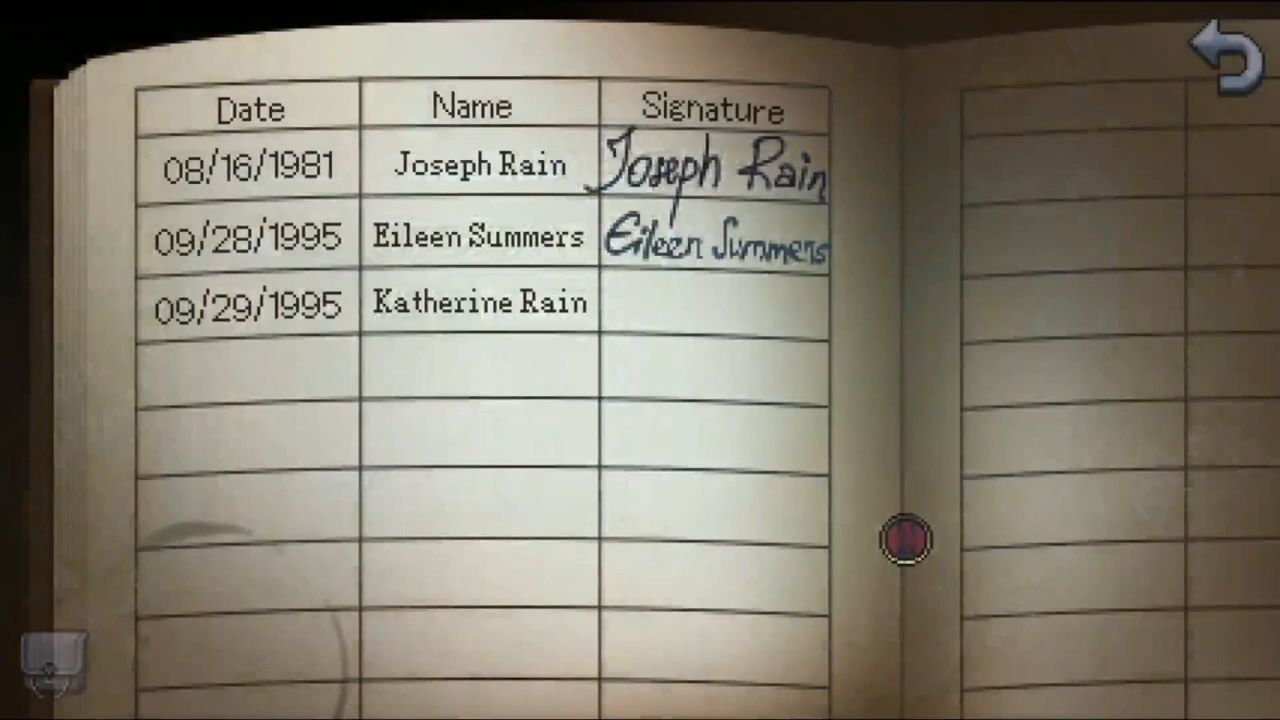 Date Name Signature
08/16/1981 Joseph Rain Joseph Rain
09/28/1995 Eileen Summers Eileen Summers
09/29/1995 Katherine Rain